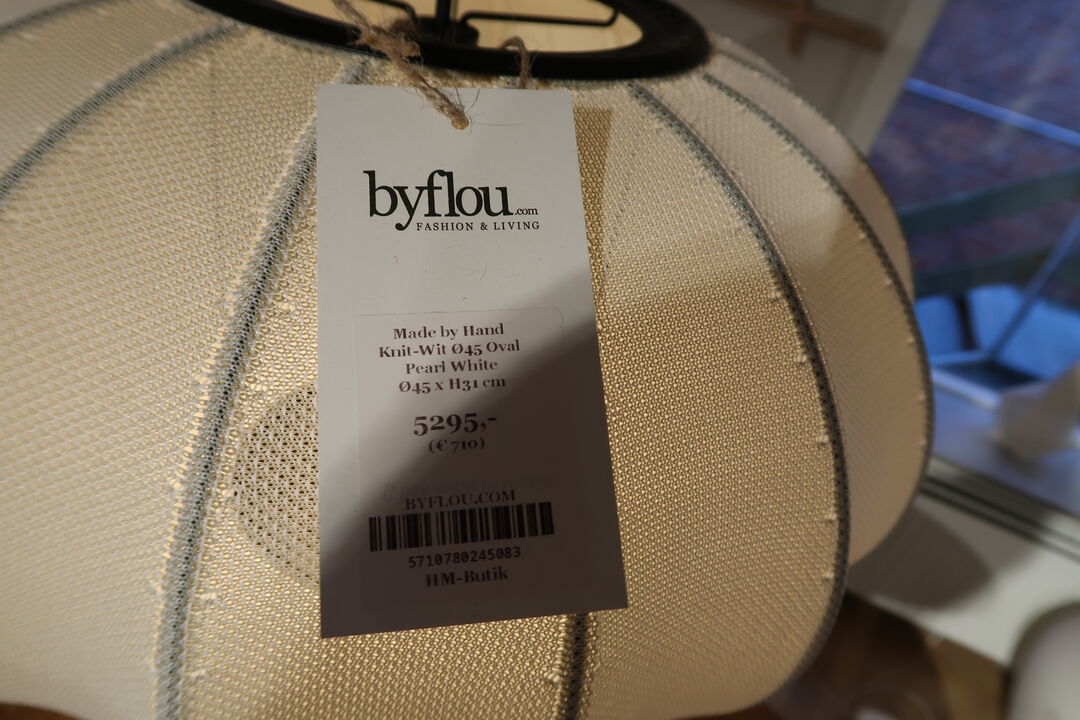 byflou.com
FASHION & LIVING
Made by Hand
Knit-Wit Ø45 Oval
Pearl White
Ø45 x H31 cm
5295,-
(€ 710)
BYFLOU.COM
5710780245083
HM-Butik